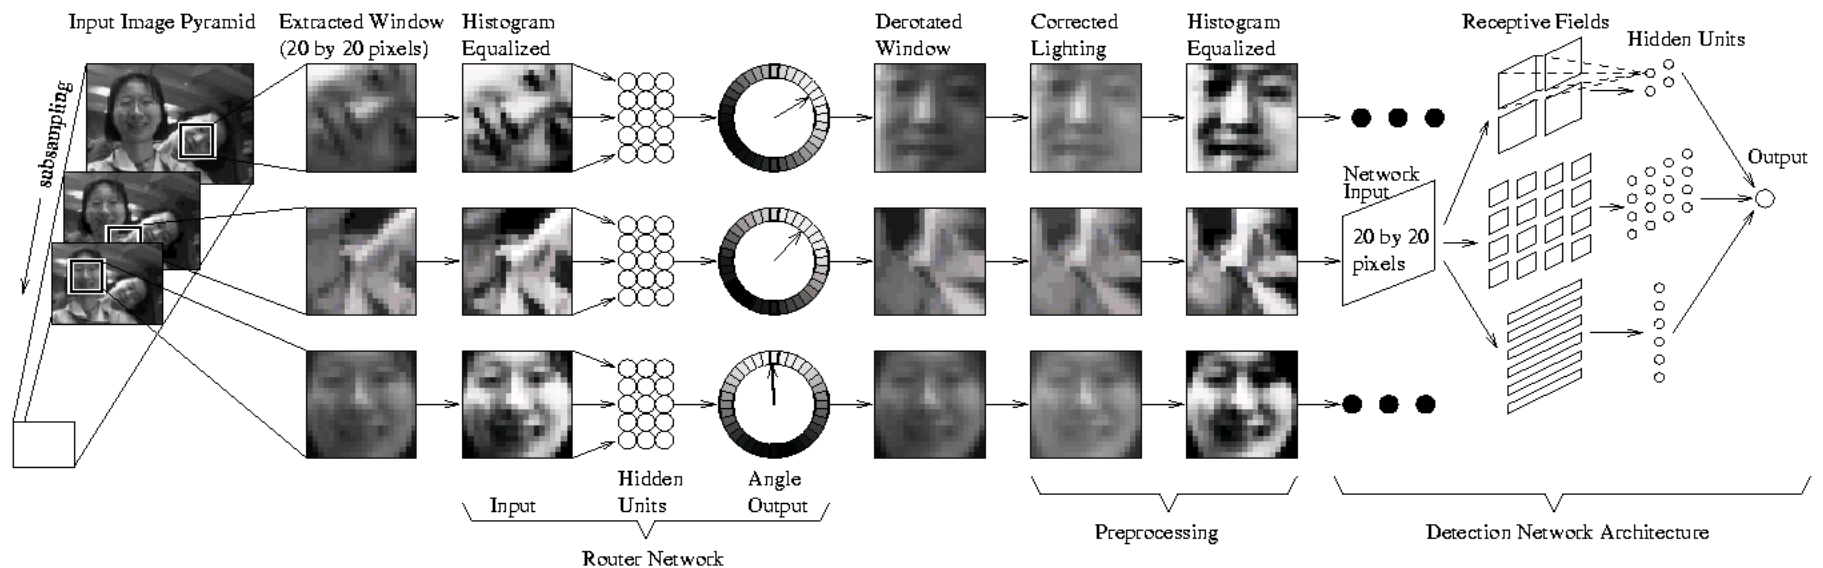 Input Image Pyramid
Extracted Window
(20 by 20 pixels)
Histogram
Equalized
Derotated
Window
Corrected
Lighting
Histogram
Equalized
Receptive Fields
Hidden Units
subsampling
Network
Input
20 by 20
pixels
Output
Input
Hidden
Units
Angle
Output
Router Network
Preprocessing
Detection Network Architecture